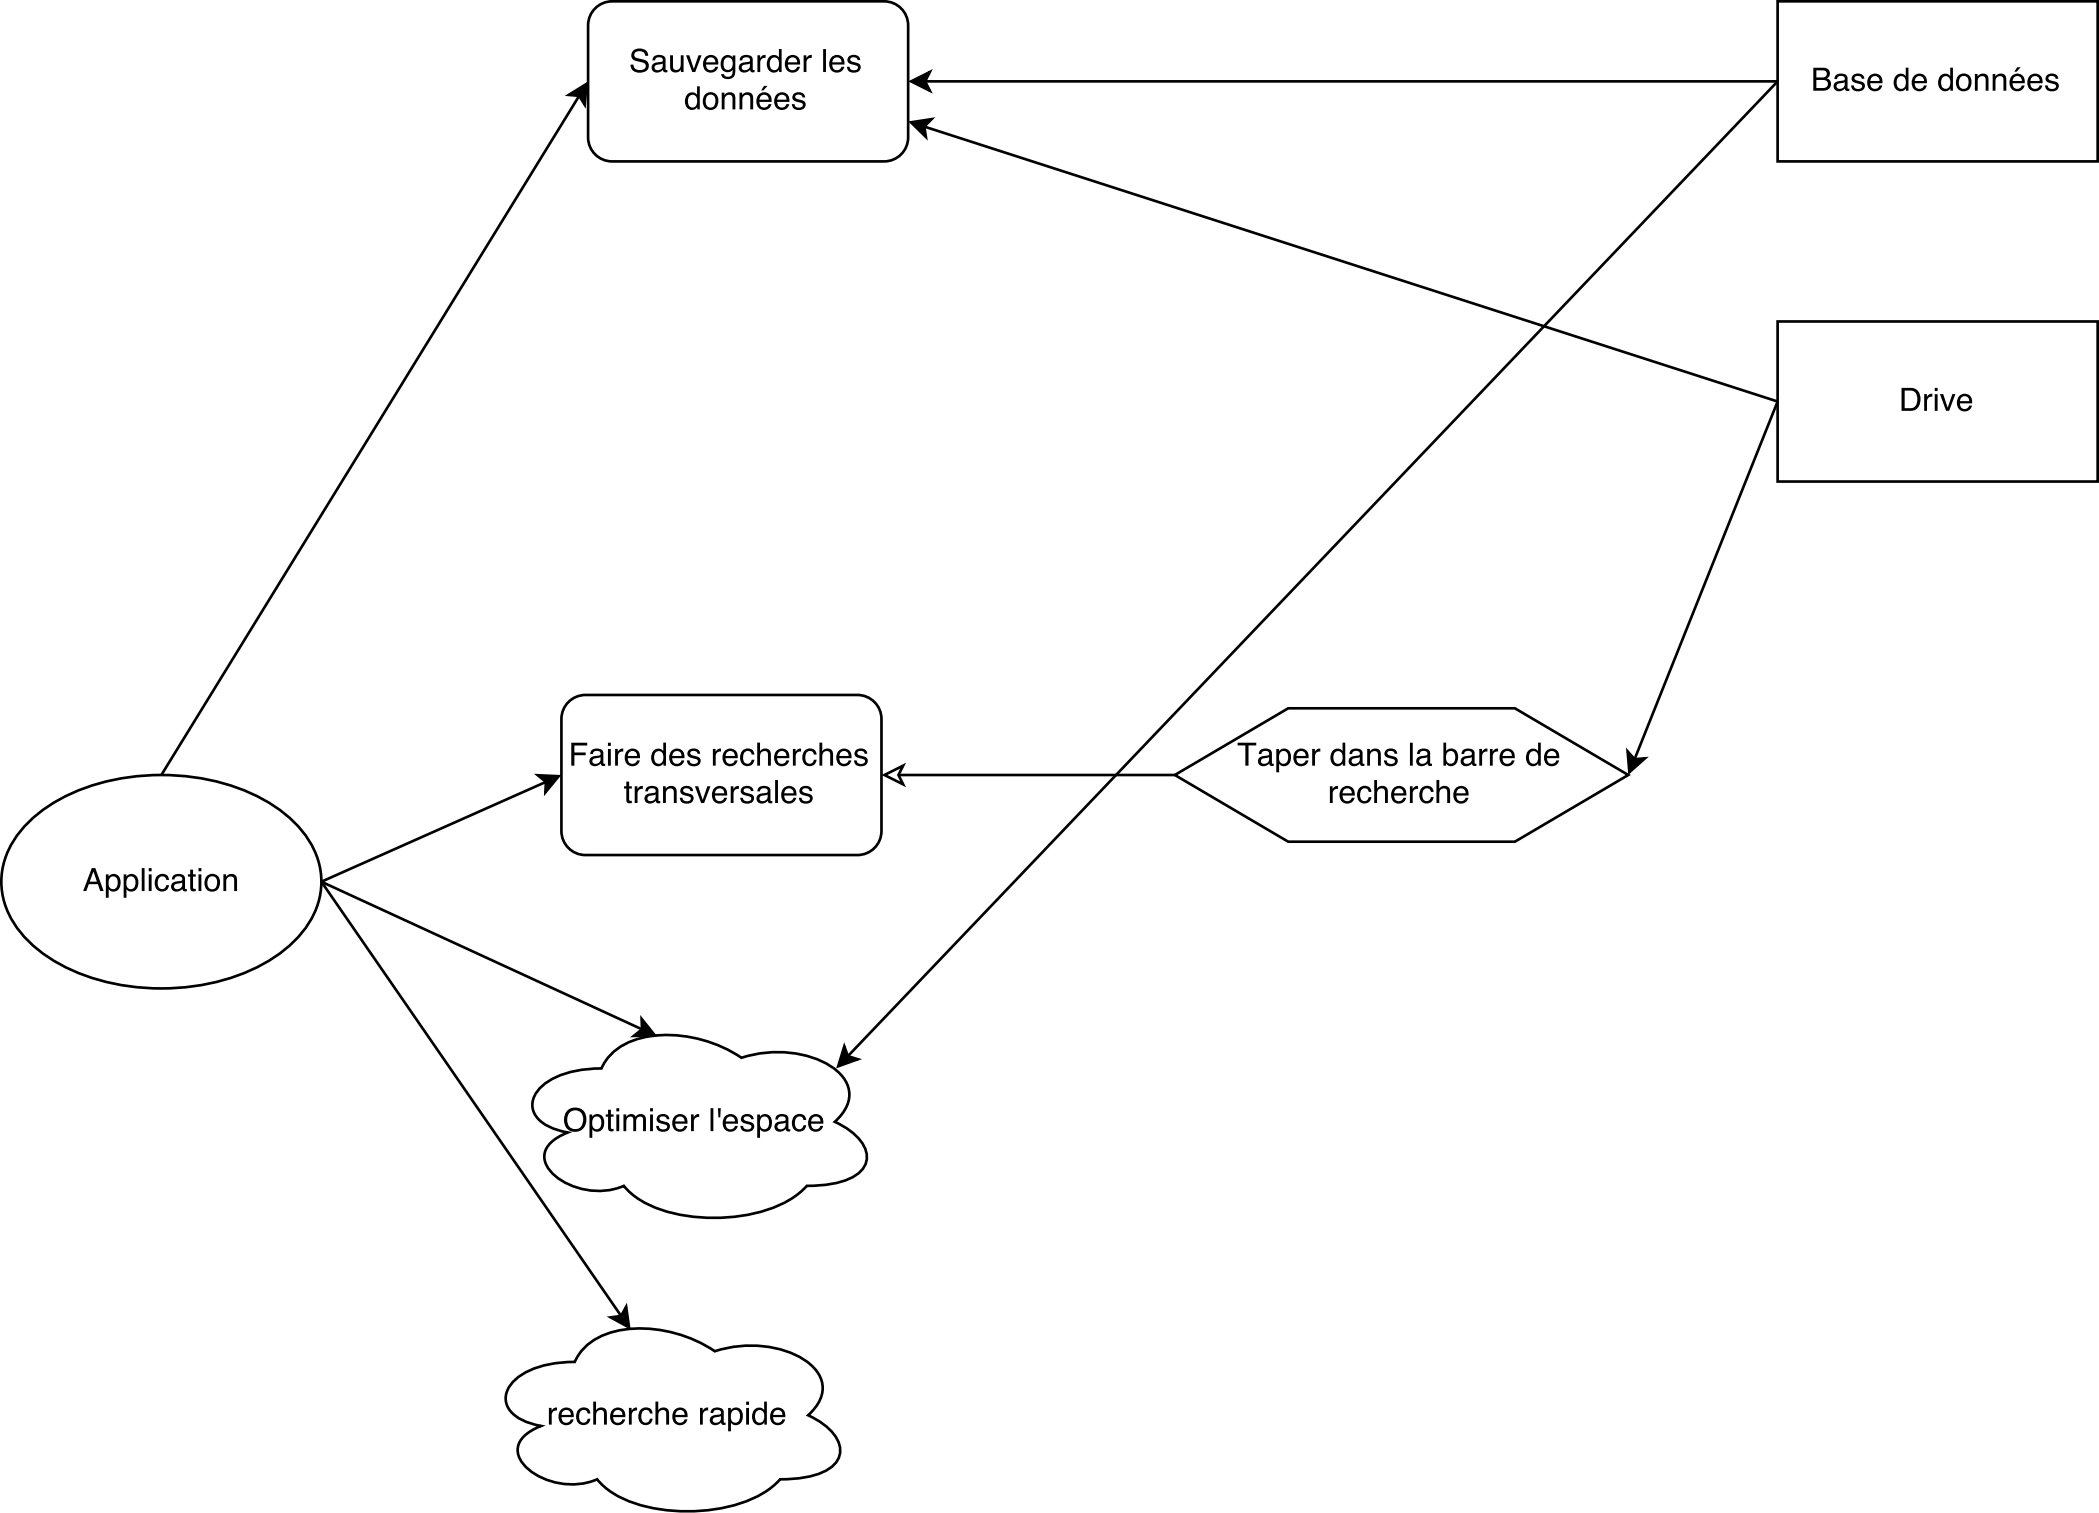 Sauvegarder les
données
Base de données
Drive
Faire des recherches
transversales
Taper dans la barre de
recherche
Application
Optimiser l'espace
recherche rapide